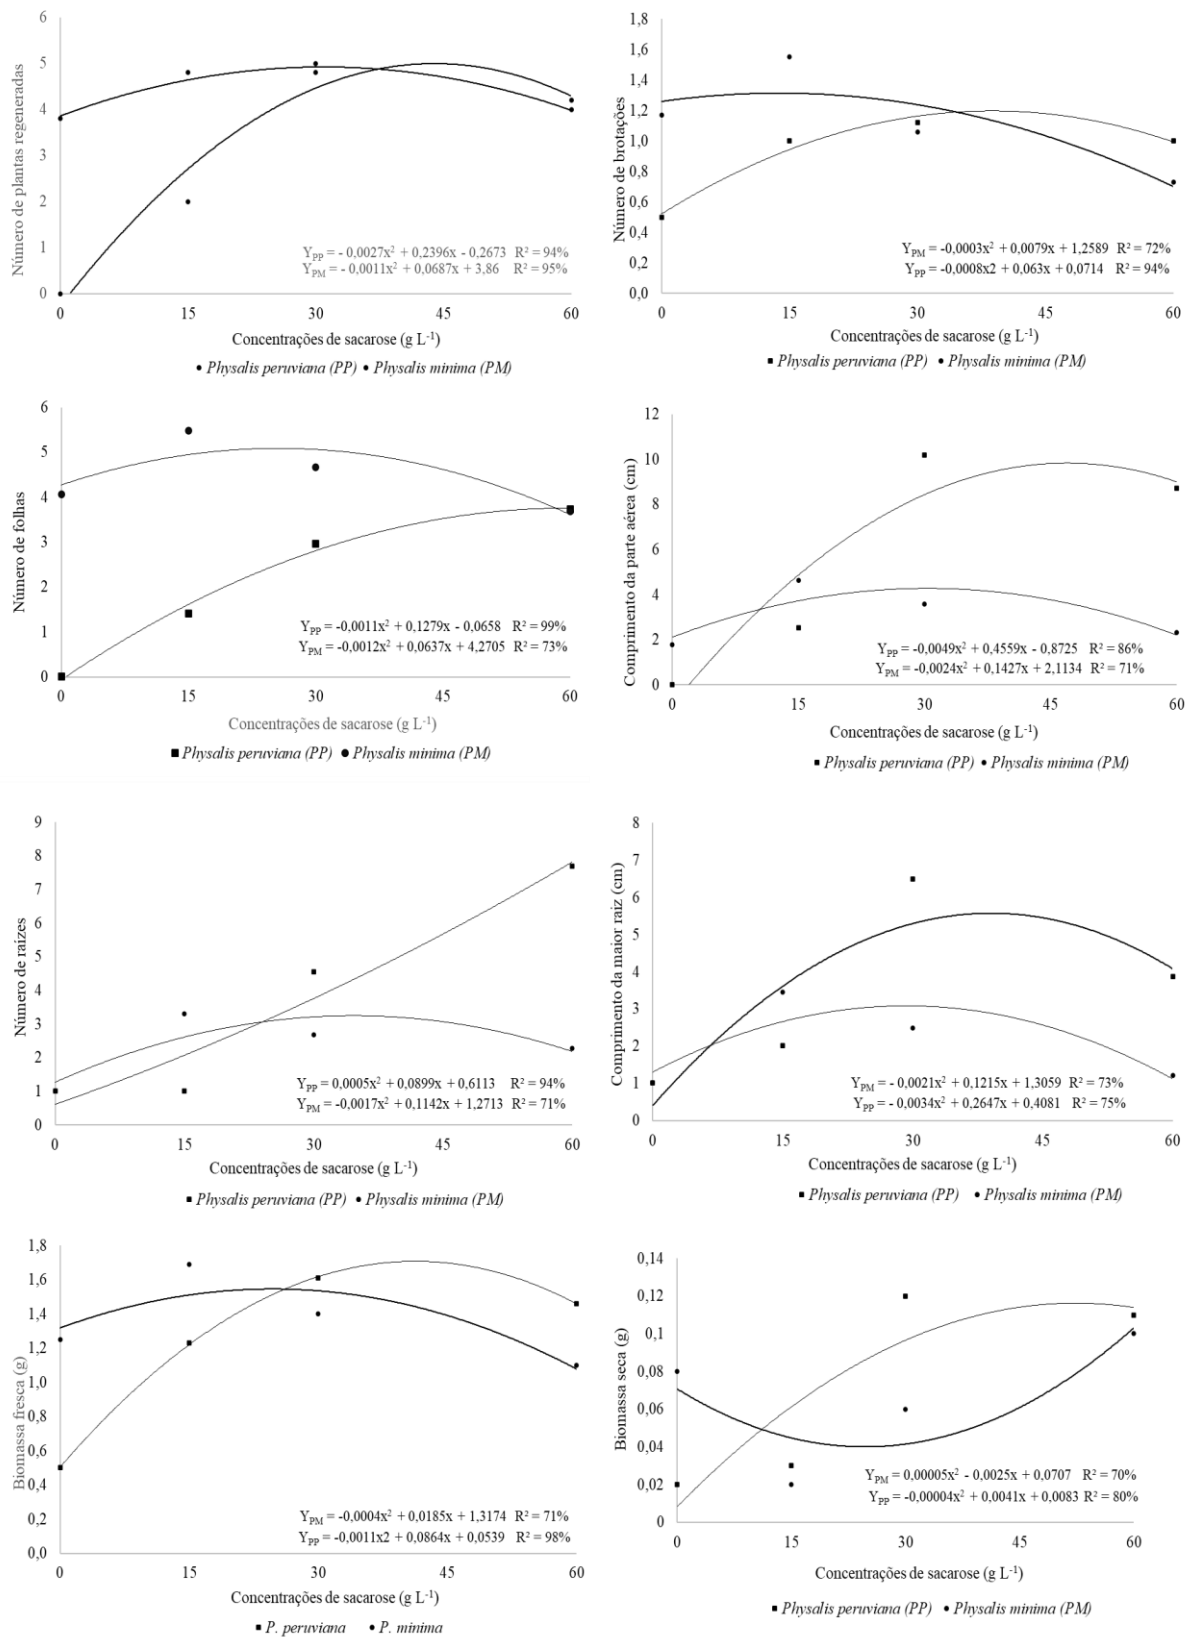 Número de plantas regeneradas
6
5
4
3
2
1
0
Y_PP = - 0,0027x² + 0,2396x - 0,2673 R² = 94%
Y_PM = - 0,0011x² + 0,0687x + 3,86 R² = 95%
0 15 30 45 60
Concentrações de sacarose (g L⁻¹)
• Physalis peruviana (PP) • Physalis minima (PM)
Número de brotações
1,8
1,6
1,4
1,2
1,0
0,8
0,6
0,4
0,2
0,0
Y_PM = -0,0003x² + 0,0079x + 1,2589 R² = 72%
Y_PP = -0,0008x2 + 0,063x + 0,0714 R² = 94%
0 15 30 45 60
Concentrações de sacarose (g L⁻¹)
■ Physalis peruviana (PP) • Physalis minima (PM)
Número de folhas
6
5
4
3
2
1
0
Y_PP = -0,0011x² + 0,1279x - 0,0658 R² = 99%
Y_PM = -0,0012x² + 0,0637x + 4,2705 R² = 73%
0 15 30 45 60
Concentrações de sacarose (g L⁻¹)
■ Physalis peruviana (PP) ● Physalis minima (PM)
Comprimento da parte aérea (cm)
12
10
8
6
4
2
0
Y_PP = -0,0049x² + 0,4559x - 0,8725 R² = 86%
Y_PM = -0,0024x² + 0,1427x + 2,1134 R² = 71%
0 15 30 45 60
Concentrações de sacarose (g L⁻¹)
■ Physalis peruviana (PP) • Physalis minima (PM)
Número de raízes
9
8
7
6
5
4
3
2
1
0
Y_PP = 0,0005x² + 0,0899x + 0,6113 R² = 94%
Y_PM = -0,0017x² + 0,1142x + 1,2713 R² = 71%
0 15 30 45 60
Concentrações de sacarose (g L⁻¹)
■ Physalis peruviana (PP) • Physalis minima (PM)
Comprimento da maior raiz (cm)
8
7
6
5
4
3
2
1
0
Y_PM = - 0,0021x² + 0,1215x + 1,3059 R² = 73%
Y_PP = -0,0034x² + 0,2647x + 0,4081 R² = 75%
0 15 30 45 60
Concentrações de sacarose (g L⁻¹)
■ Physalis peruviana (PP) • Physalis minima (PM)
Biomassa fresca (g)
1,8
1,6
1,4
1,2
1,0
0,8
0,6
0,4
0,2
0,0
Y_PM = -0,0004x² + 0,0185x + 1,3174 R² = 71%
Y_PP = -0,0011x2 + 0,0864x + 0,0539 R² = 98%
0 15 30 45 60
Concentrações de sacarose (g L⁻¹)
■ P. peruviana • P. minima
Biomassa seca (g)
0,14
0,12
0,1
0,08
0,06
0,04
0,02
0
Y_PM = 0,00005x² - 0,0025x + 0,0707 R² = 70%
Y_PP = -0,00004x² + 0,0041x + 0,0083 R² = 80%
0 15 30 45 60
Concentrações de sacarose (g L⁻¹)
■ Physalis peruviana (PP) • Physalis minima (PM)